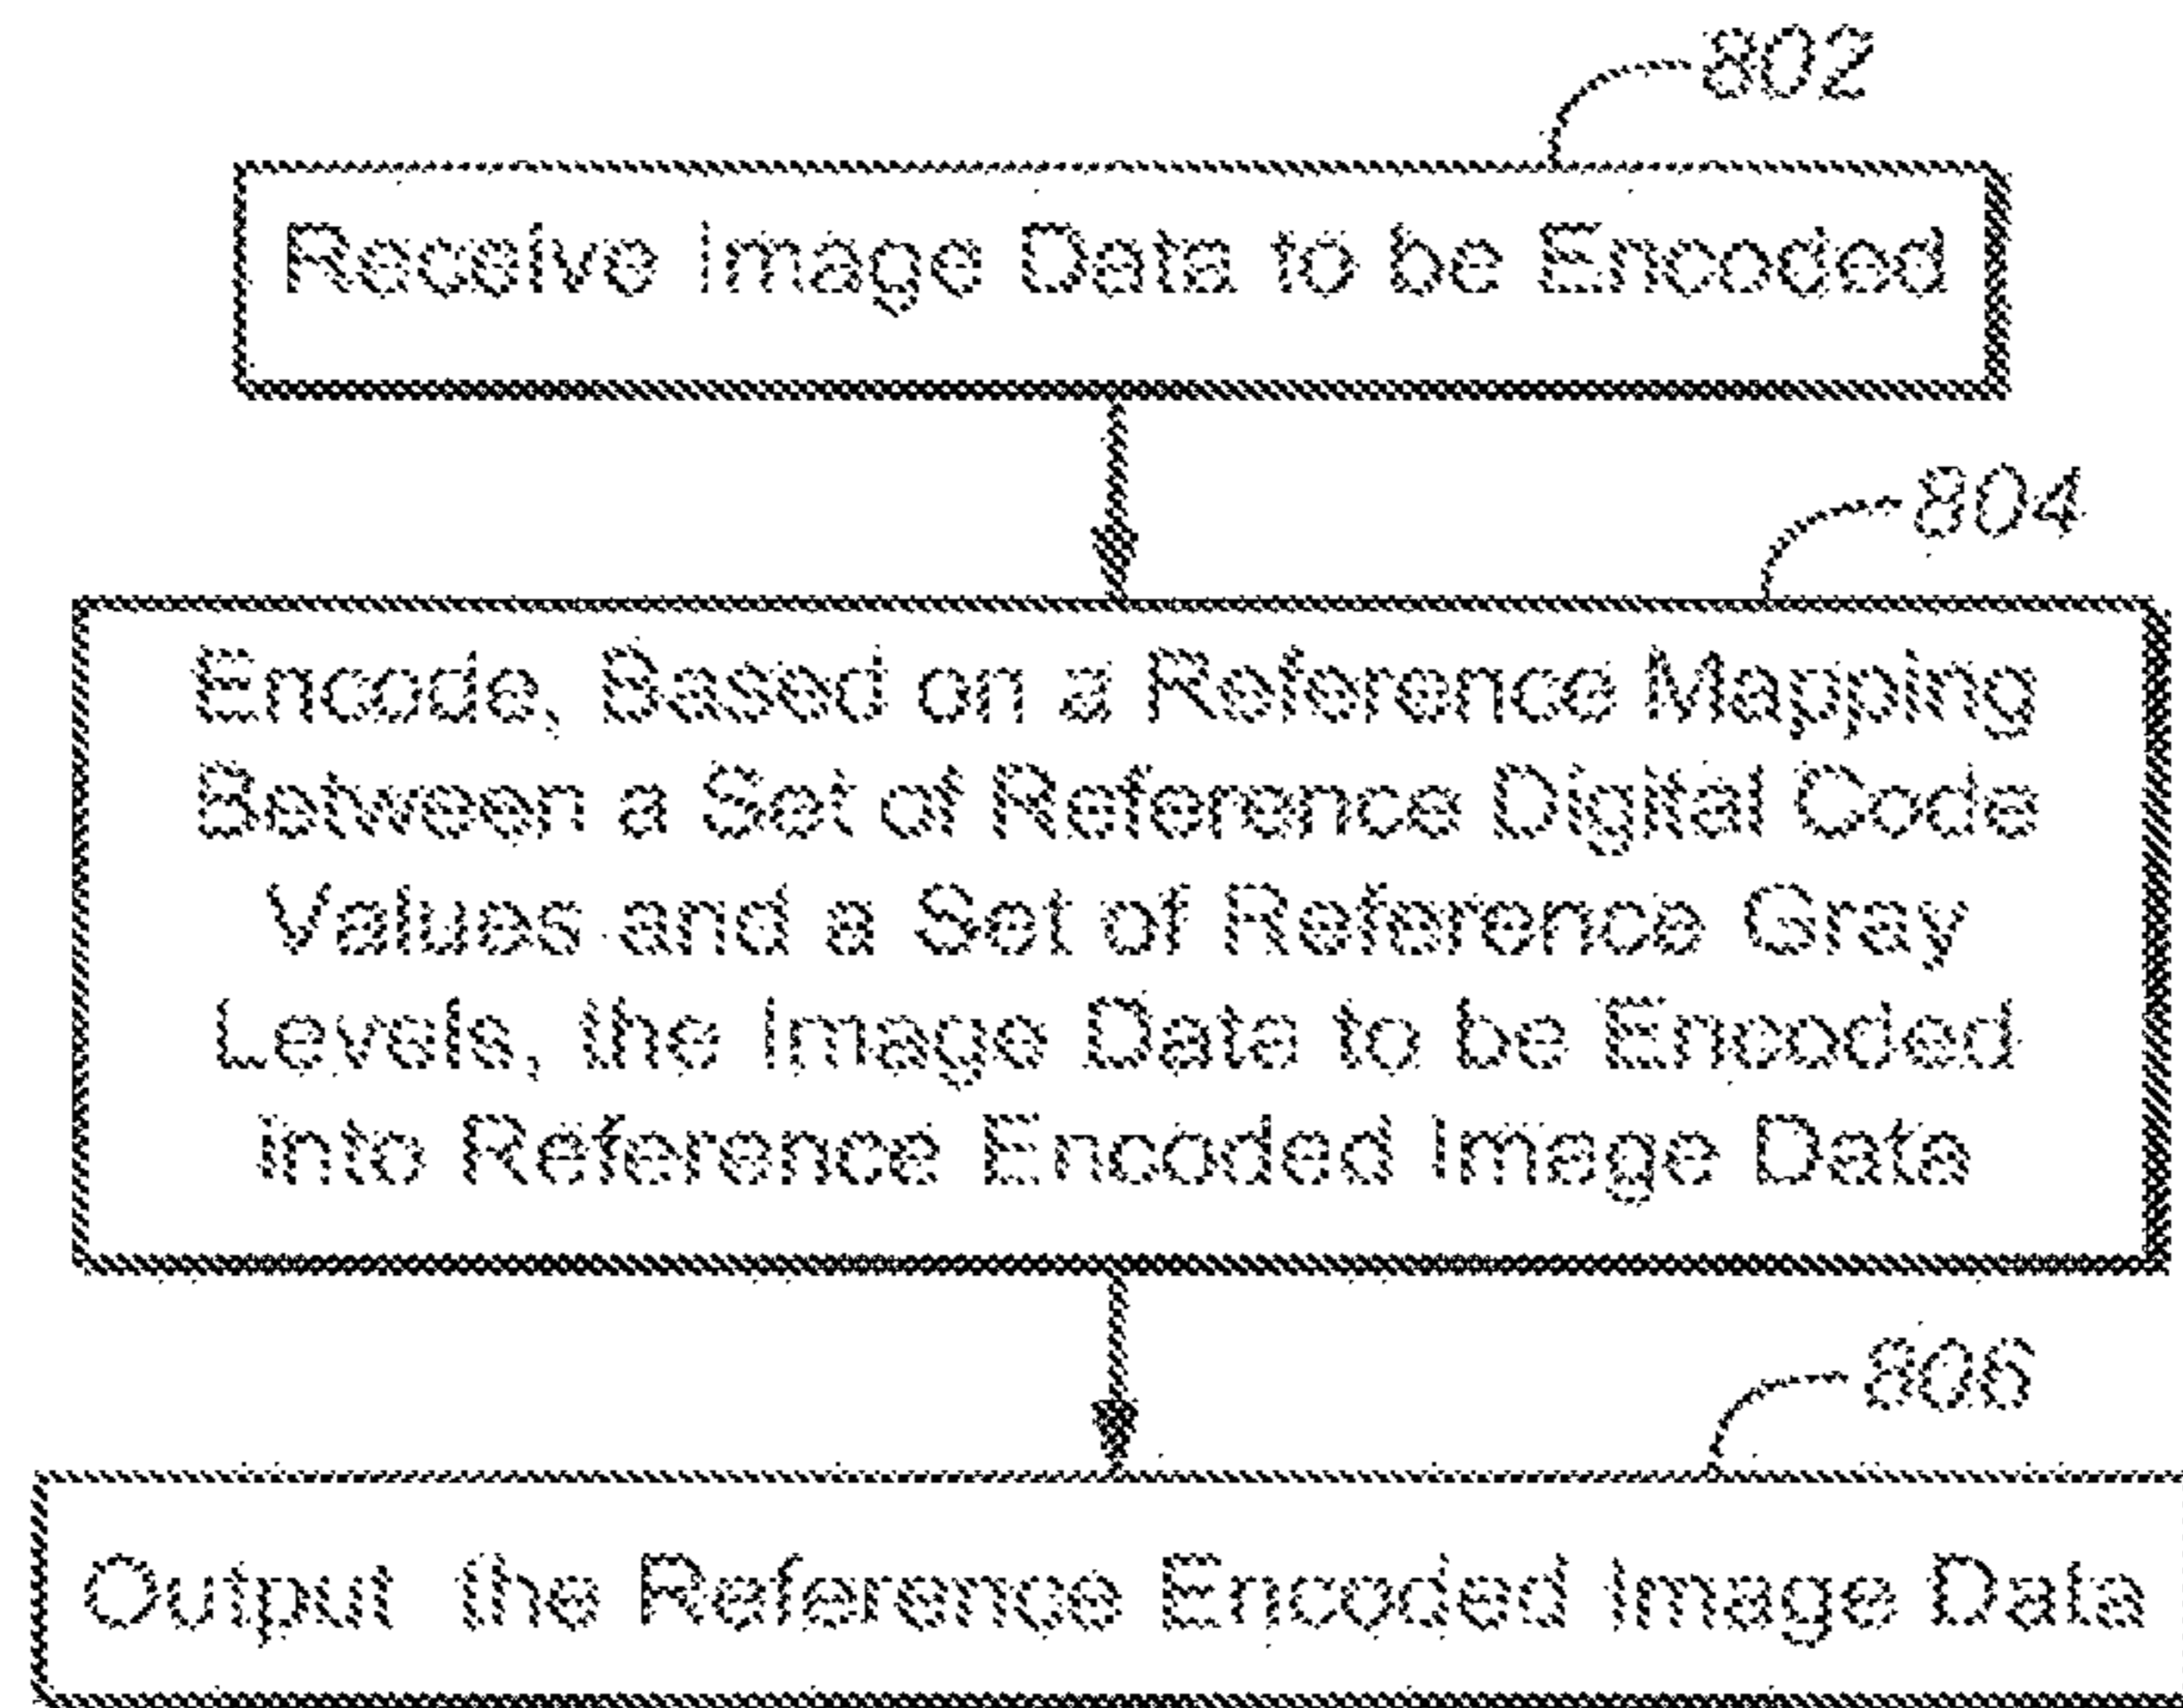 802
Receive Image Data to be Encoded
804
Encode, Based on a Reference Mapping
Between a Set of Reference Digital Code
Values and a Set of Reference Gray
Levels, the Image Data to be Encoded
into Reference Encoded Image Data
806
Output the Reference Encoded Image Data